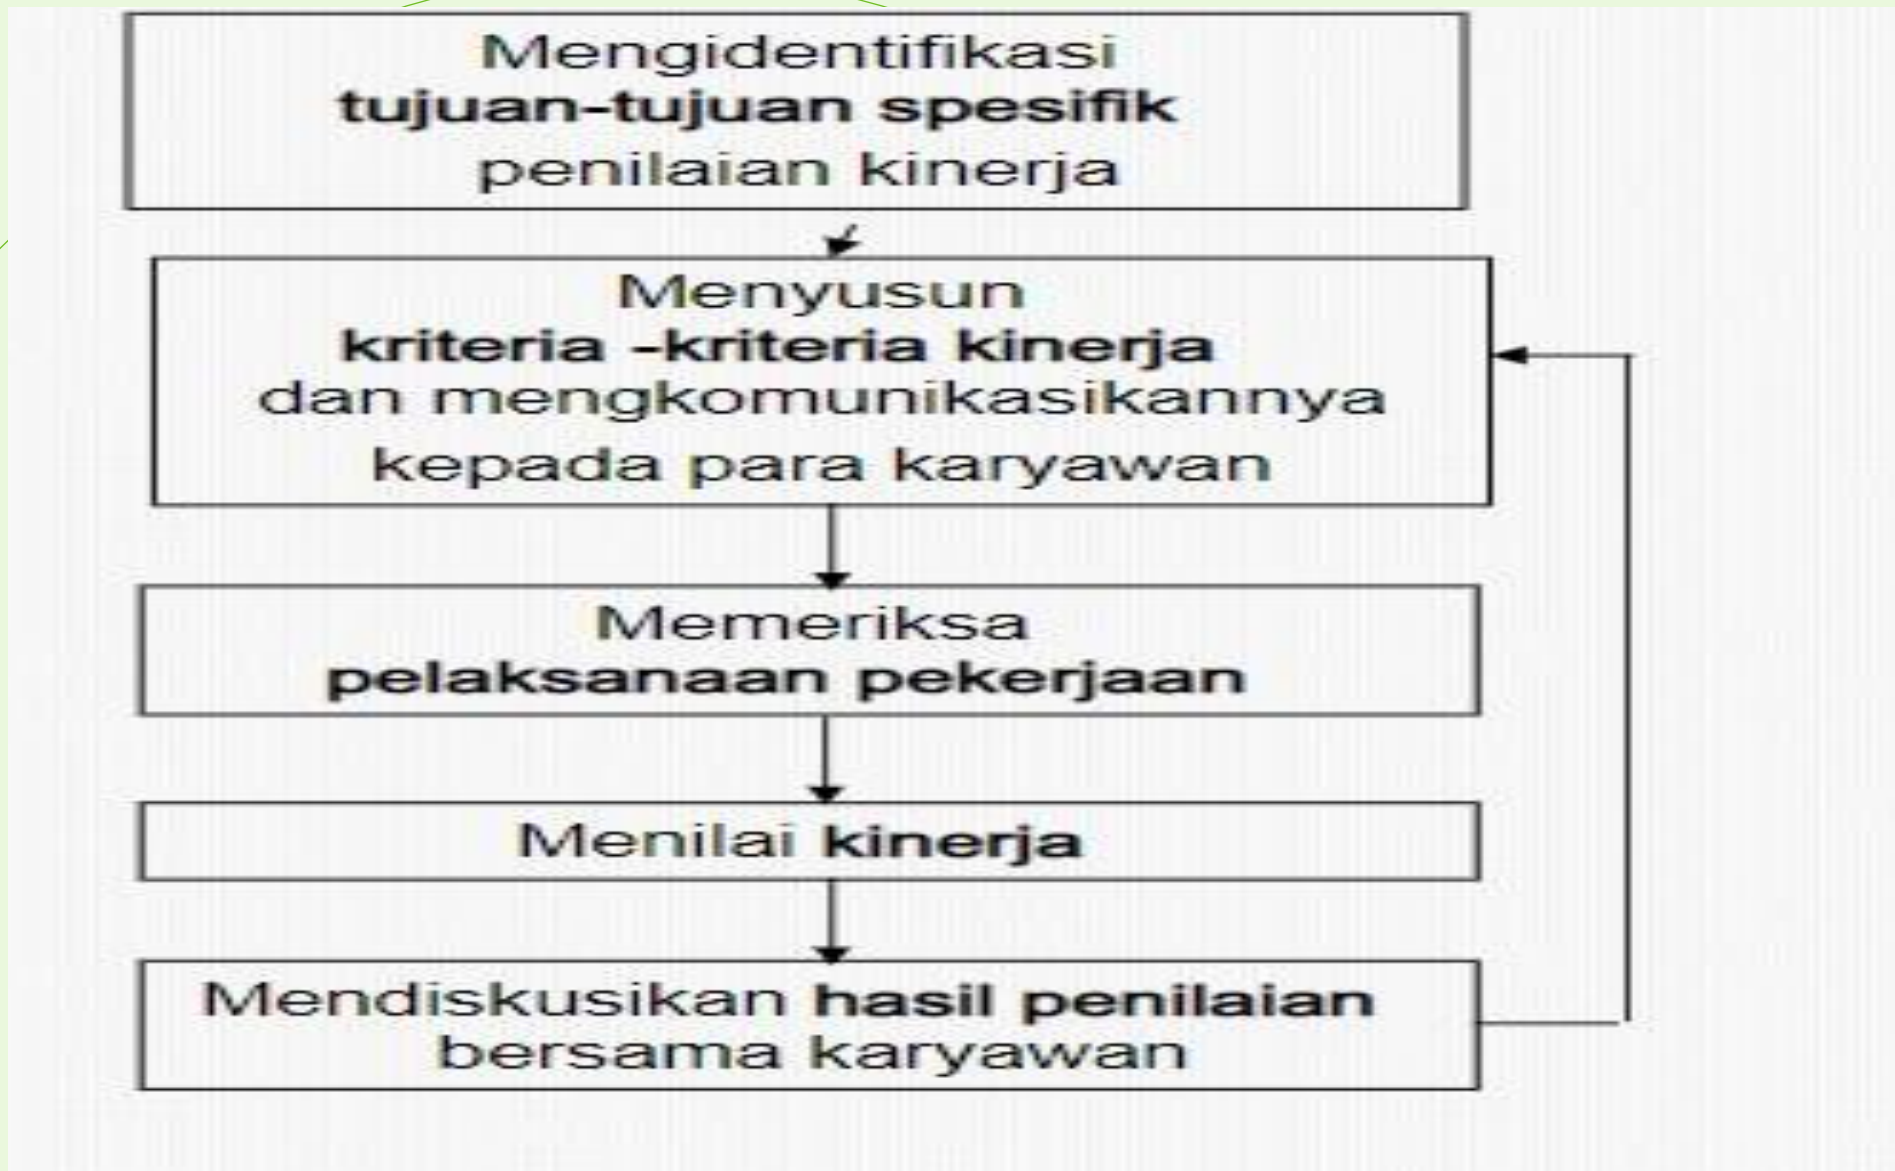 Mengidentifikasi
tujuan-tujuan spesifik
penilaian kinerja
Menyusun
kriteria -kriteria kinerja
dan mengkomunikasikannya
kepada para karyawan
Memeriksa
pelaksanaan pekerjaan
Menilai kinerja
Mendiskusikan hasil penilaian
bersama karyawan